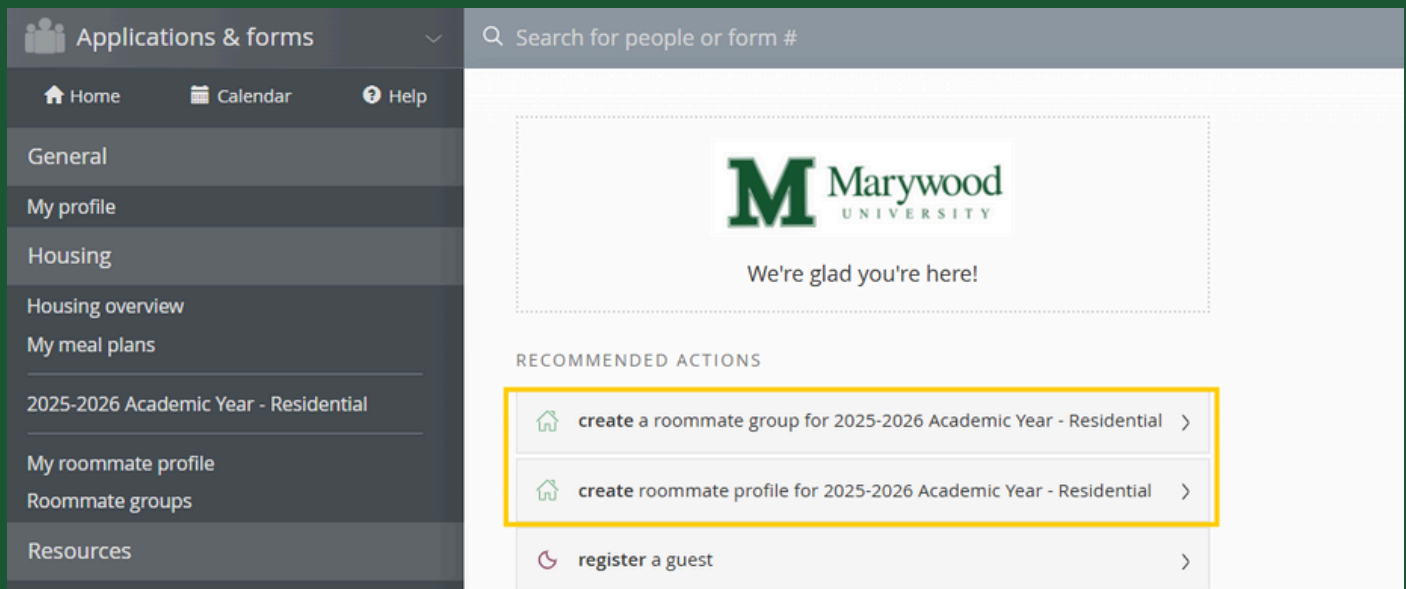 Applications & forms
Home Calendar Help
General
My profile
Housing
Housing overview
My meal plans
2025-2026 Academic Year - Residential
My roommate profile
Roommate groups
Resources
Search for people or form #
M Marywood
UNIVERSITY
We're glad you're here!
RECOMMENDED ACTIONS
create a roommate group for 2025-2026 Academic Year - Residential
create roommate profile for 2025-2026 Academic Year - Residential
register a guest